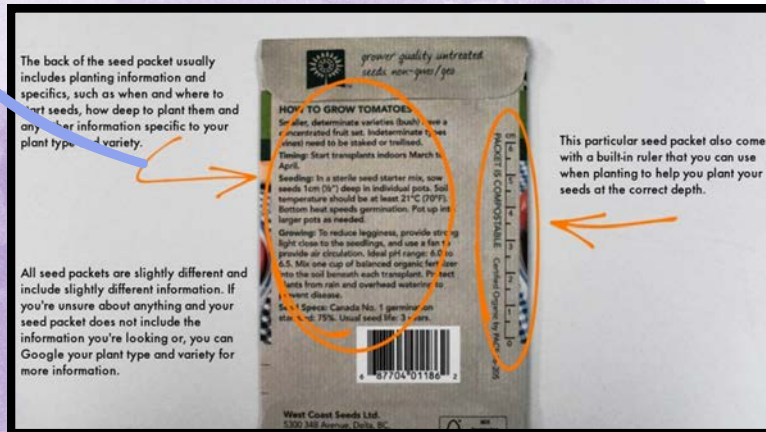 The back of the seed packet usually
includes planting information and
specifics, such as when and where to
start seeds, how deep to plant them and
any other information specific to your
plant type and variety.
All seed packets are slightly different and
include slightly different information. If
you're unsure about anything and your
seed packet does not include the
information you're looking or, you can
Google your plant type and variety for
more information.
grower quality untreated
seeds non-gmo/geo
HOW TO GROW TOMATOES
Smaller, determinate varieties (bush) have a
concentrated fruit set. Indeterminate types
(vines) need to be staked or trellised.
Timing: Start transplants indoors March to
April.
Seeding: In a sterile seed starter mix, sow
seeds 1cm (½") deep in individual pots. Soil
temperature should be at least 21°C (70°F).
Bottom heat speeds germination. Pot up into
larger pots as needed.
Growing: To reduce legginess, provide strong
light close to the seedlings, and use a fan to
provide air circulation. Ideal pH range: 6.0 to
6.5. Mix one cup of balanced organic fertilizer
into the soil beneath each transplant. Protect
plants from rain and overhead watering to
prevent disease.
Seed Specs: Canada No. 1 germination
standard: 75%. Usual seed life: 3 years.
6 87704 01186 2
West Coast Seeds Ltd.
5300 34B Avenue, Delta, BC,
PACKET IS COMPOSTABLE
Certified Organic by PACS
This particular seed packet also come
with a built-in ruler that you can use
when planting to help you plant your
seeds at the correct depth.